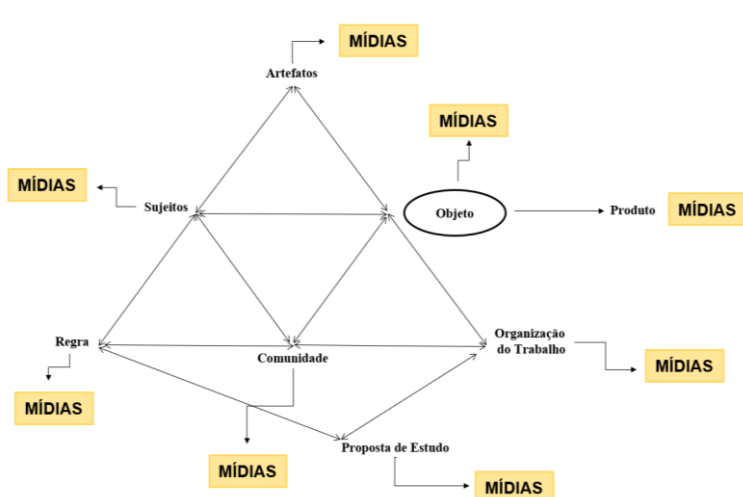 MÍDIAS
Artefatos
MÍDIAS
MÍDIAS
Sujeitos
Objeto
Produto
MÍDIAS
Regra
Comunidade
Organização
do Trabalho
MÍDIAS
MÍDIAS
Proposta de Estudo
MÍDIAS
MÍDIAS